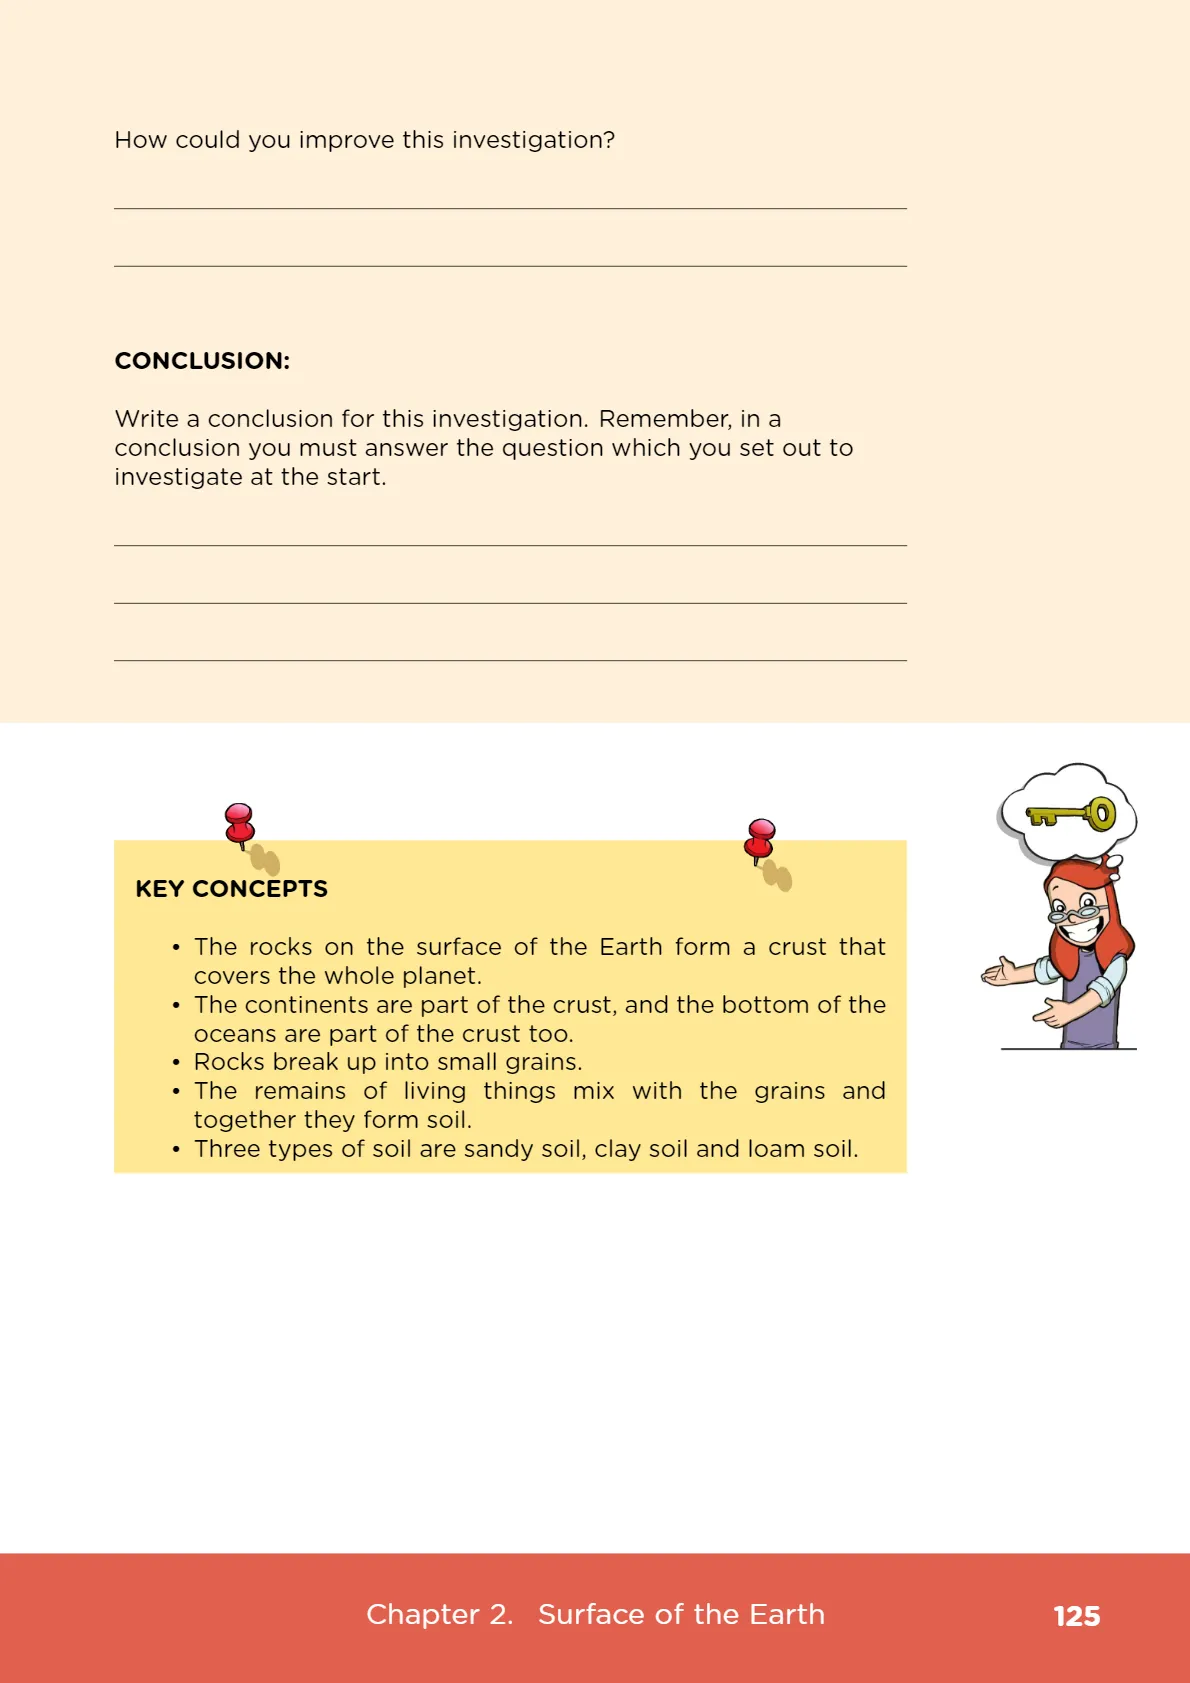 How could you improve this investigation?
CONCLUSION:
Write a conclusion for this investigation. Remember, in a
conclusion you must answer the question which you set out to
investigate at the start.
KEY CONCEPTS
• The rocks on the surface of the Earth form a crust that
covers the whole planet.
• The continents are part of the crust, and the bottom of the
oceans are part of the crust too.
• Rocks break up into small grains.
• The remains of living things mix with the grains and
together they form soil.
• Three types of soil are sandy soil, clay soil and loam soil.
Chapter 2. Surface of the Earth 125